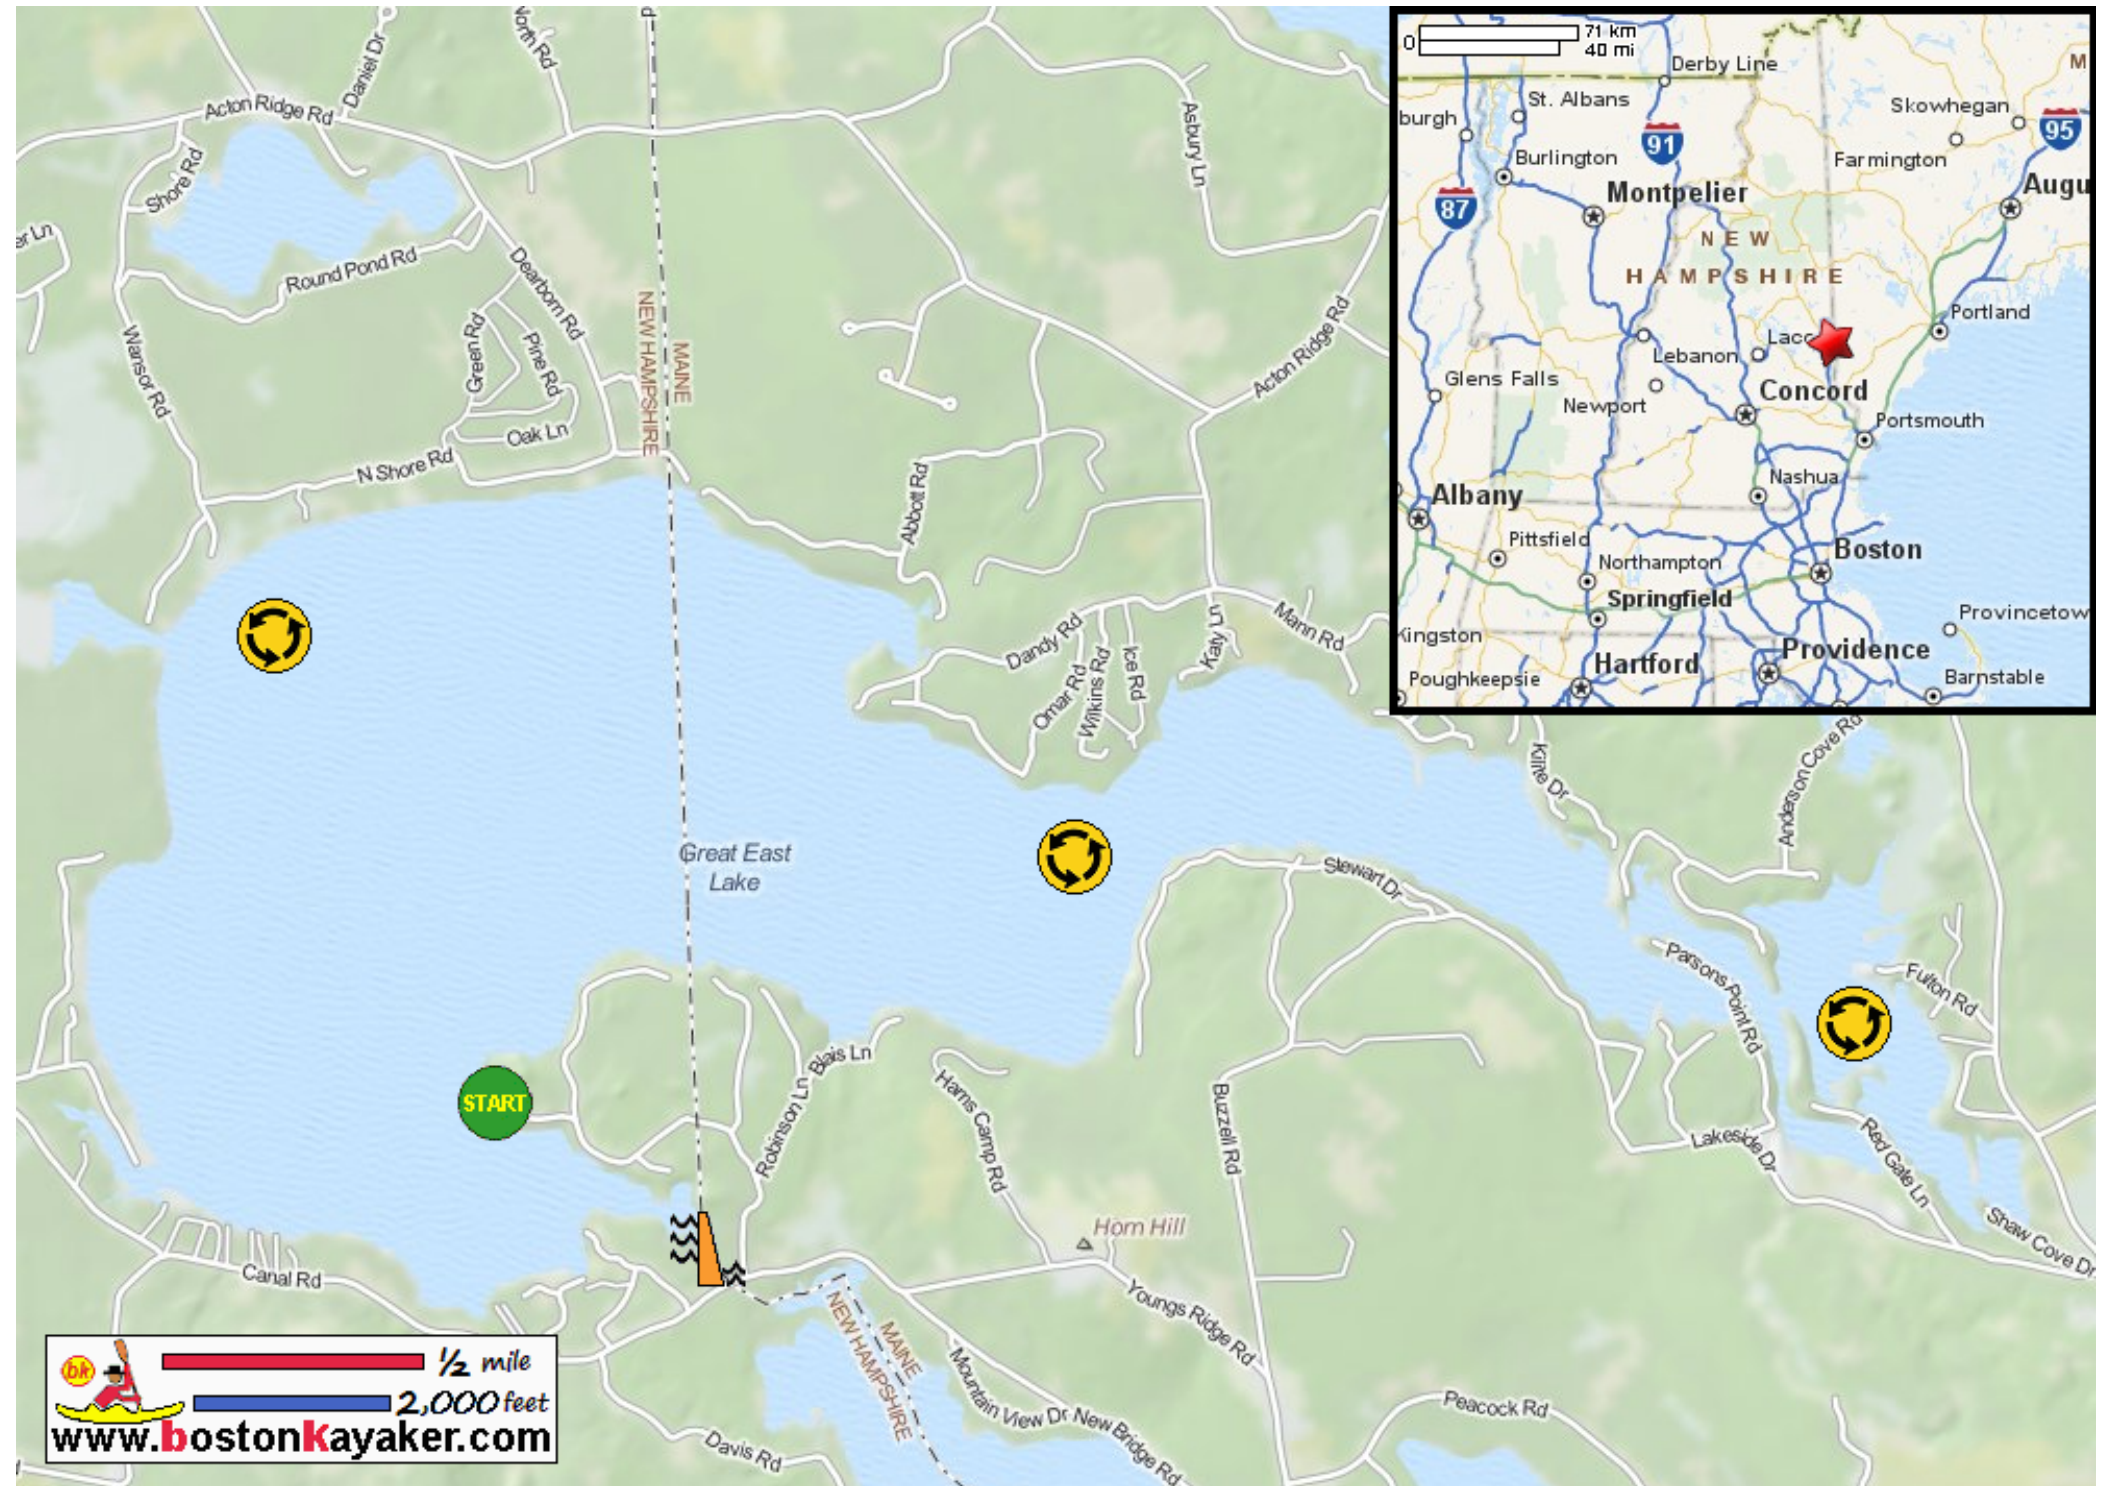 Daniel Dr
North Rd
Acton Ridge Rd
Shore Rd
Asbury Ln
er Ln
Round Pond Rd
Dearborn Rd
Wansor Rd
Green Rd
Pine Rd
NEW HAMPSHIRE
MAINE
Acton Ridge Rd
Oak Ln
N Shore Rd
Abbott Rd
Dandy Rd
Omar Rd
Wilkins Rd
Ice Rd
Katy Ln
Mann Rd
Kine Dr
Anderson Cove Rd
Great East
Lake
Stewart Dr
Parsons Point Rd
Fulton Rd
START
Blais Ln
Robinson Ln
Harris Camp Rd
Buzzell Rd
Lakeside Dr
Red Gate Ln
Shaw Cove Dr
Horn Hill
Canal Rd
Youngs Ridge Rd
NEW HAMPSHIRE
MAINE
Mountain View Dr
New Bridge Rd
Peacock Rd
Davis Rd
bk
½ mile
2,000 feet
www.bostonkayaker.com
0
71 km
40 mi
Derby Line
M
St. Albans
Skowhegan
burgh
91
95
Burlington
Farmington
Montpelier
Augu
87
NEW
HAMPSHIRE
Portland
Lacc
Lebanon
Glens Falls
Newport
Concord
Portsmouth
Nashua
Albany
Pittsfield
Boston
Northampton
Springfield
Provincetow
Kingston
Hartford
Providence
Poughkeepsie
Barnstable